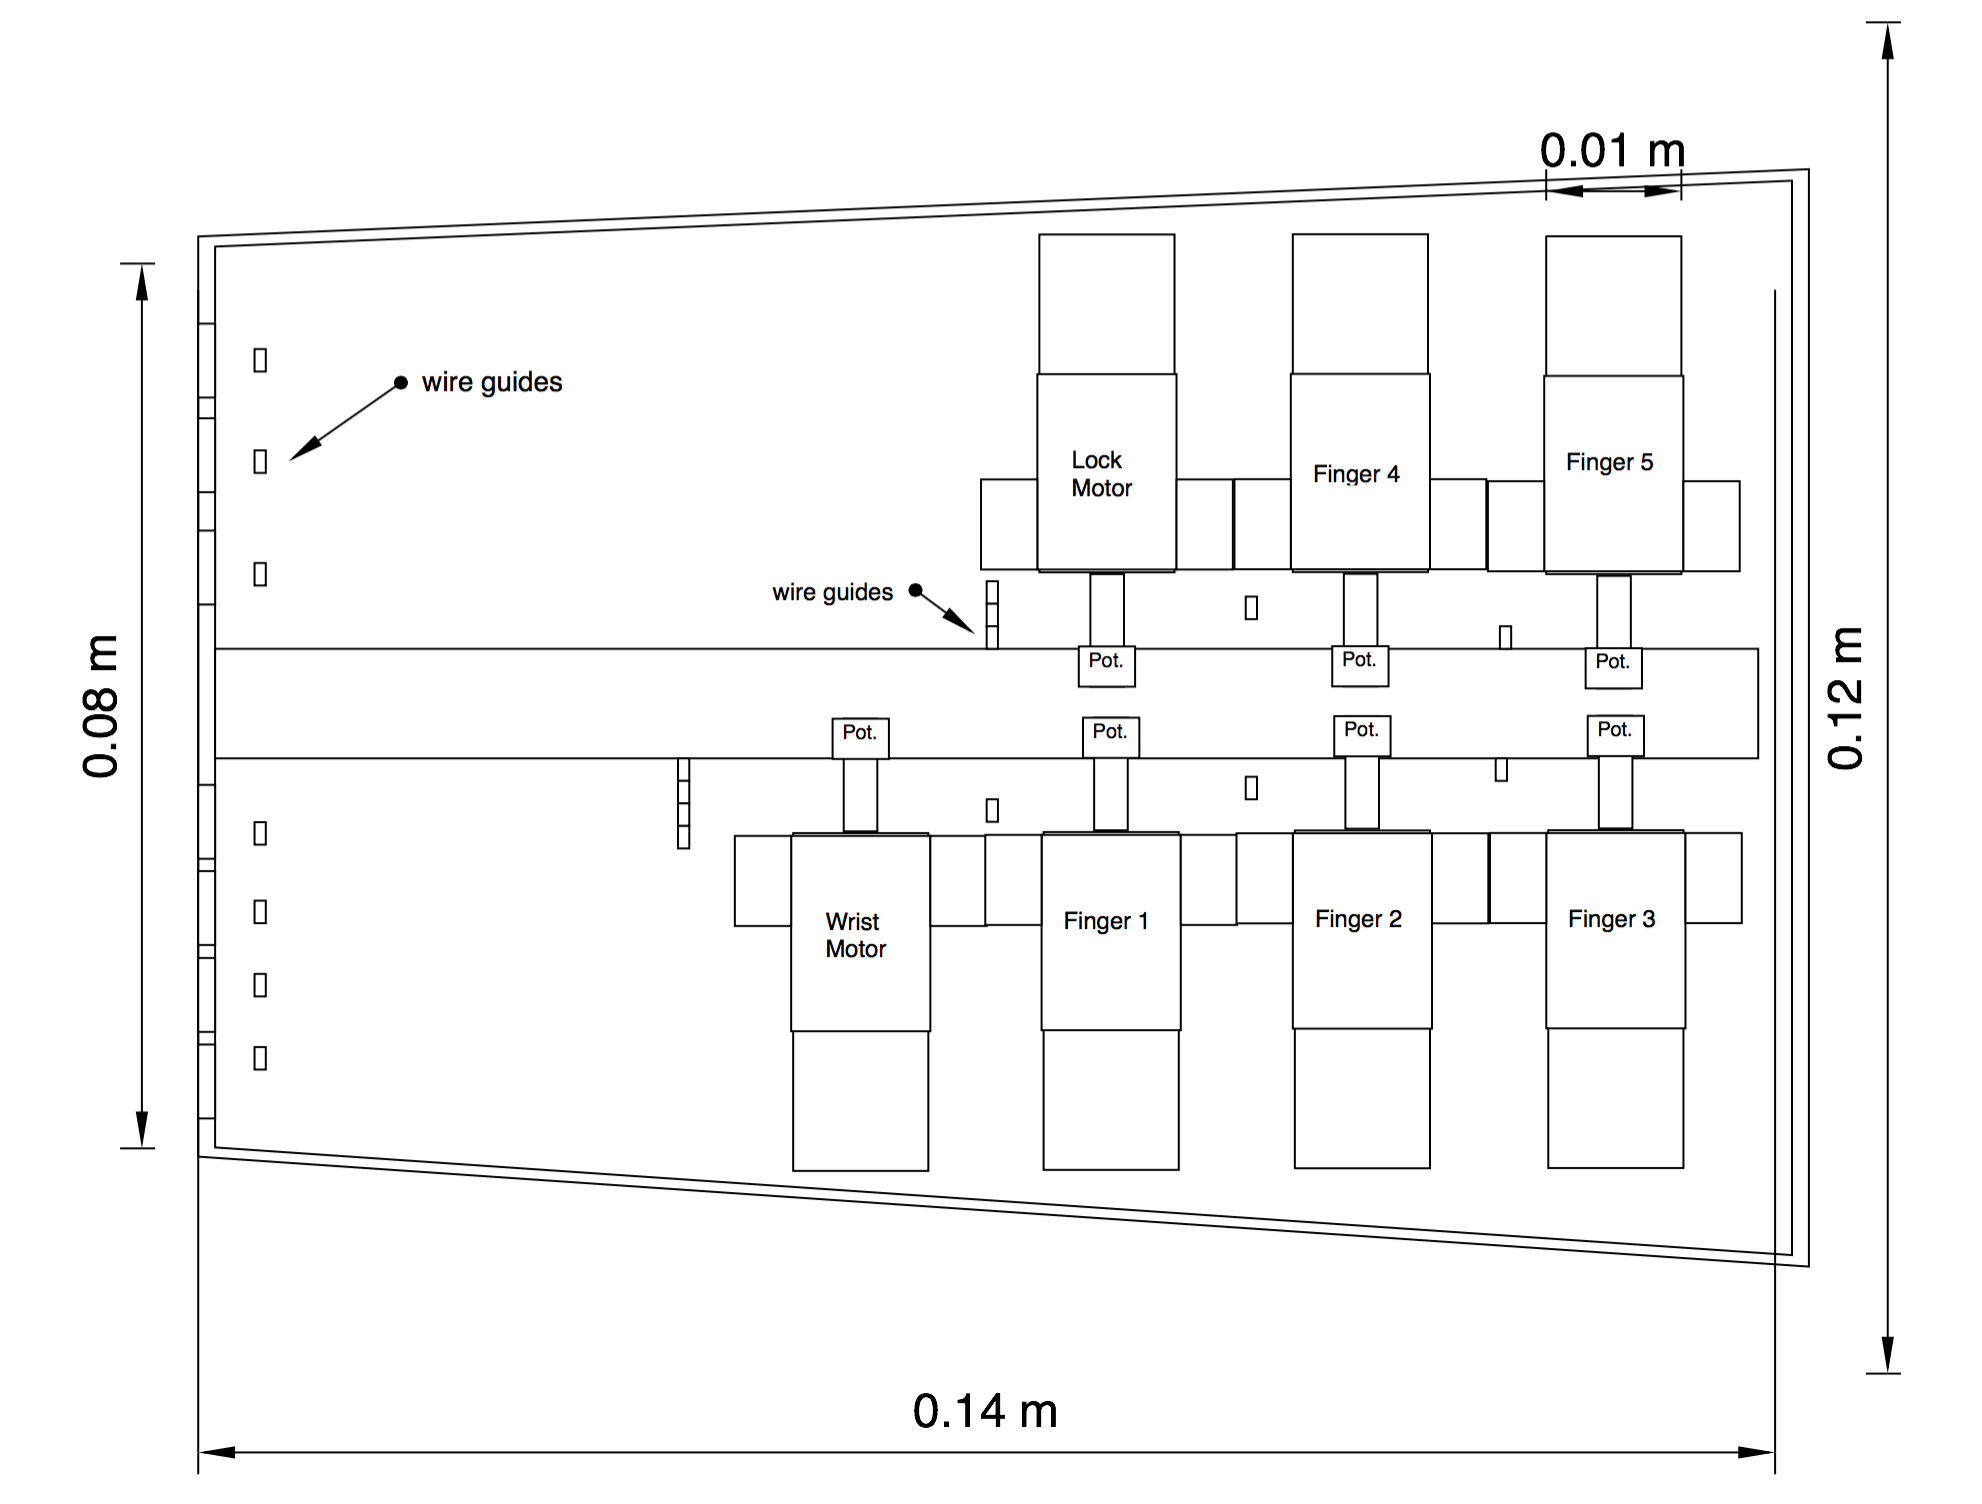 0.01 m
wire guides
Lock
Motor
Finger 4
Finger 5
wire guides
0.08 m
0.12 m
Pot.
Pot.
Pot.
Pot.
Pot.
Pot.
Pot.
Wrist
Motor
Finger 1
Finger 2
Finger 3
0.14 m